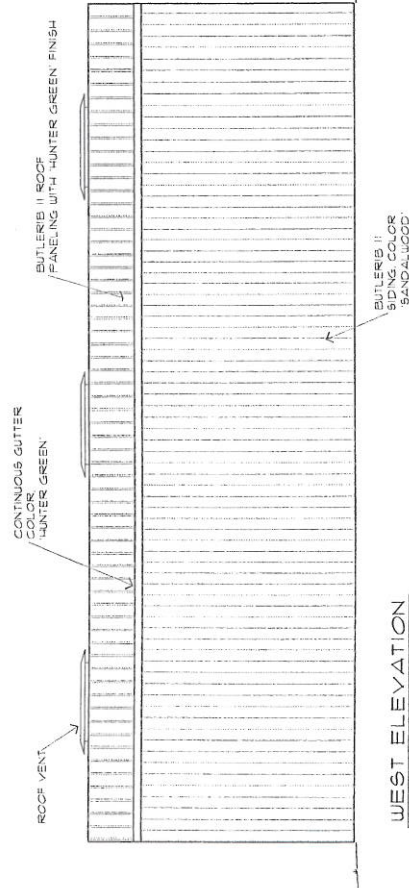 ROOF VENT
CONTINUOUS GUTTER
COLOR
'HUNTER GREEN'
BUTLERIB II ROOF
PANELING WITH 'HUNTER GREEN' FINISH
BUTLERIB II
SIDING COLOR
'SANDALWOOD'
WEST ELEVATION